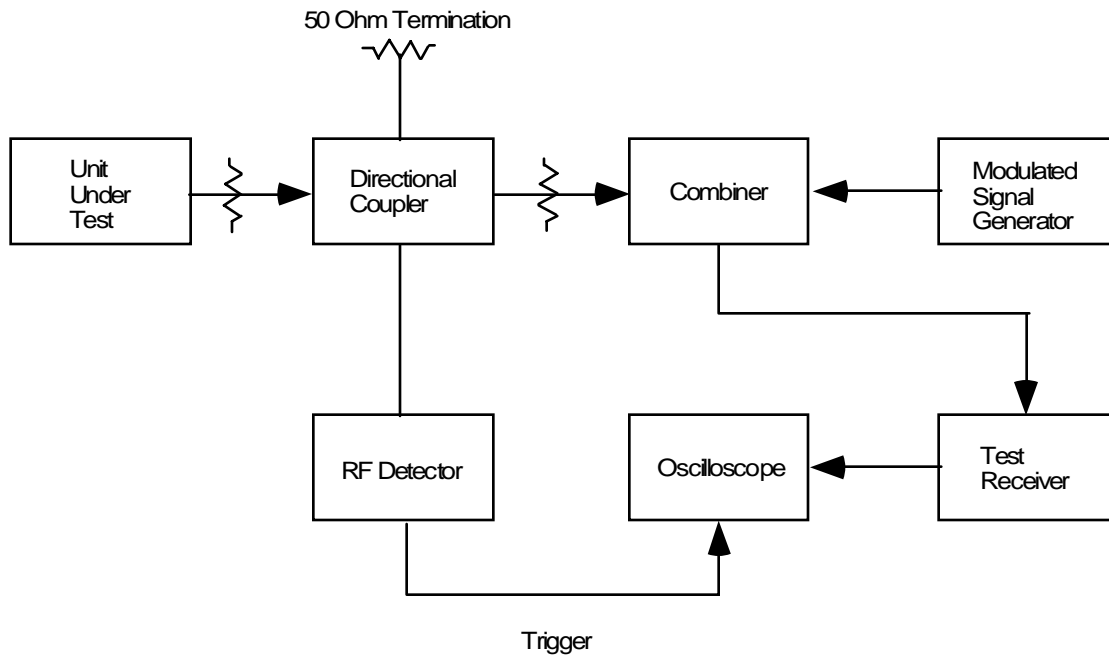 50 Ohm Termination
Unit
Under
Test
Directional
Coupler
Combiner
Modulated
Signal
Generator
RF Detector
Oscilloscope
Test
Receiver
Trigger